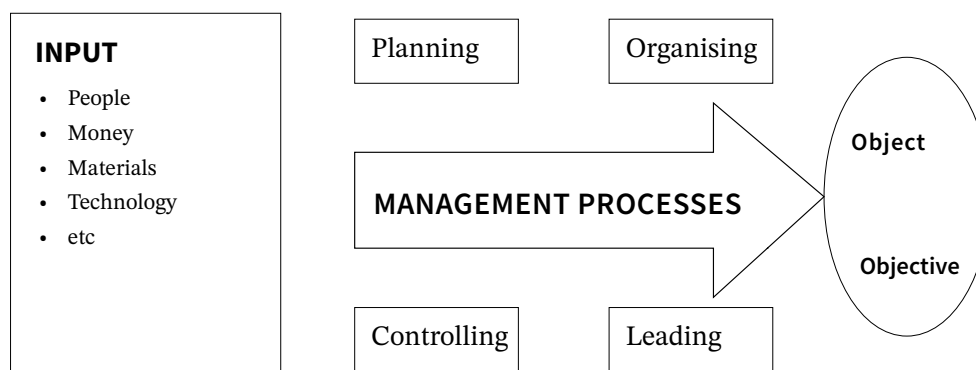 INPUT
• People
• Money
• Materials
• Technology
• etc
Planning
Organising
MANAGEMENT PROCESSES
Controlling
Leading
Object
Objective